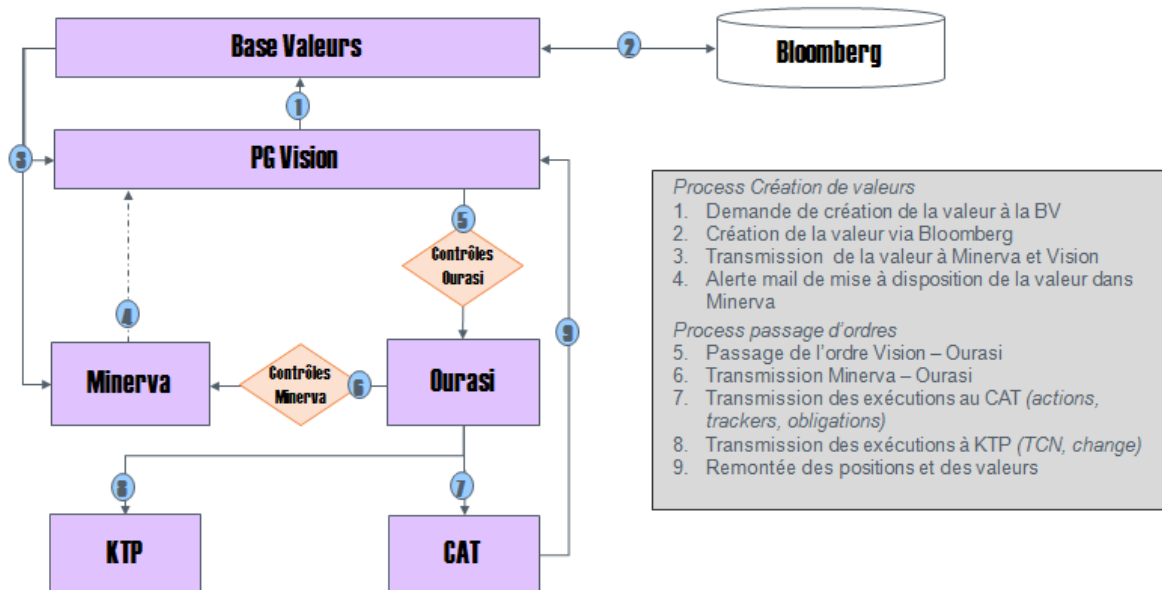 Base Valeurs
2
Bloomberg
1
3
PG Vision
5
Contrôles
Ourasi
4
9
Minerva
Contrôles
Minerva
6
Ourasi
8
7
KTP
CAT
Process Création de valeurs
1. Demande de création de la valeur à la BV
2. Création de la valeur via Bloomberg
3. Transmission de la valeur à Minerva et Vision
4. Alerte mail de mise à disposition de la valeur dans
Minerva
Process passage d'ordres
5. Passage de l'ordre Vision – Ourasi
6. Transmission Minerva – Ourasi
7. Transmission des exécutions au CAT (actions,
trackers, obligations)
8. Transmission des exécutions à KTP (TCN, change)
9. Remontée des positions et des valeurs